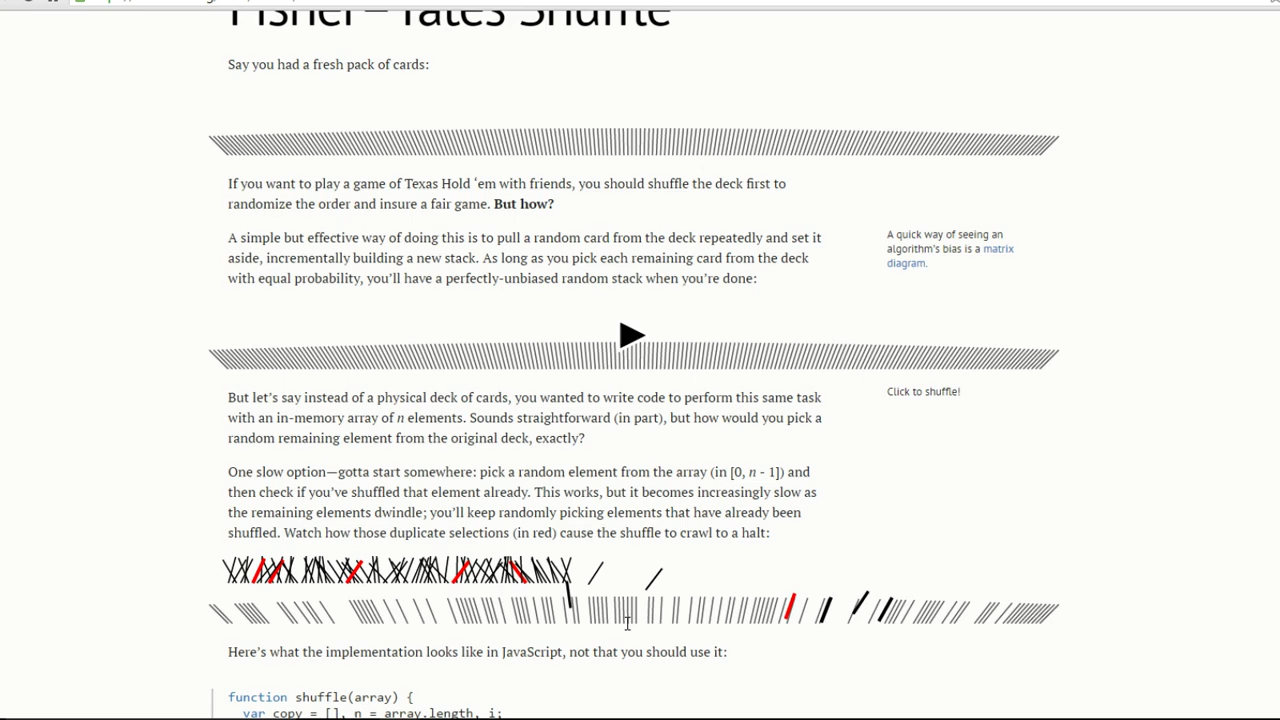 Fisher–Yates Shuffle
Say you had a fresh pack of cards:
If you want to play a game of Texas Hold ‘em with friends, you should shuffle the deck first to
randomize the order and insure a fair game. But how?
A simple but effective way of doing this is to pull a random card from the deck repeatedly and set it
aside, incrementally building a new stack. As long as you pick each remaining card from the deck
with equal probability, you’ll have a perfectly-unbiased random stack when you’re done:
A quick way of seeing an
algorithm's bias is a matrix
diagram.
But let’s say instead of a physical deck of cards, you wanted to write code to perform this same task
with an in-memory array of n elements. Sounds straightforward (in part), but how would you pick a
random remaining element from the original deck, exactly?
Click to shuffle!
One slow option—gotta start somewhere: pick a random element from the array (in [0, n - 1]) and
then check if you’ve shuffled that element already. This works, but it becomes increasingly slow as
the remaining elements dwindle; you’ll keep randomly picking elements that have already been
shuffled. Watch how those duplicate selections (in red) cause the shuffle to crawl to a halt:
Here’s what the implementation looks like in JavaScript, not that you should use it:
function shuffle(array) {
var copy = [], n = array.length, i;